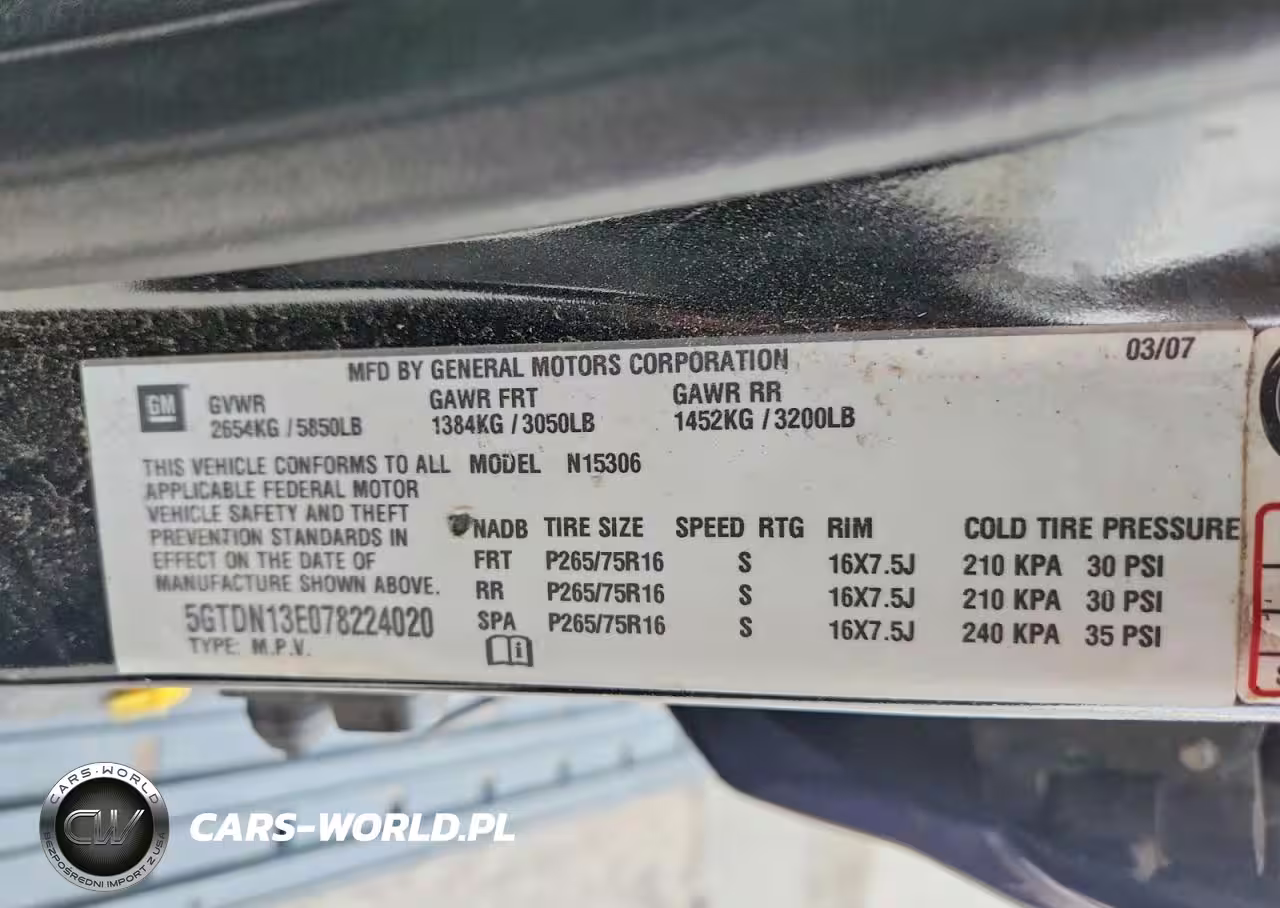 MFD BY GENERAL MOTORS CORPORATION 03/07
GM
GVWR GAWR FRT GAWR RR
2654KG / 5850LB 1384KG / 3050LB 1452KG / 3200LB
THIS VEHICLE CONFORMS TO ALL MODEL N15306
APPLICABLE FEDERAL MOTOR
VEHICLE SAFETY AND THEFT
PREVENTION STANDARDS IN
EFFECT ON THE DATE OF
MANUFACTURE SHOWN ABOVE.
5GTDN13E078224020
TYPE: M.P.V.
NADB TIRE SIZE SPEED RTG RIM COLD TIRE PRESSURE
FRT P265/75R16 S 16X7.5J 210 KPA 30 PSI
RR P265/75R16 S 16X7.5J 210 KPA 30 PSI
SPA P265/75R16 S 16X7.5J 240 KPA 35 PSI
CARS-WORLD
CW
BEZPOŚREDNI IMPORT Z USA
CARS-WORLD.PL